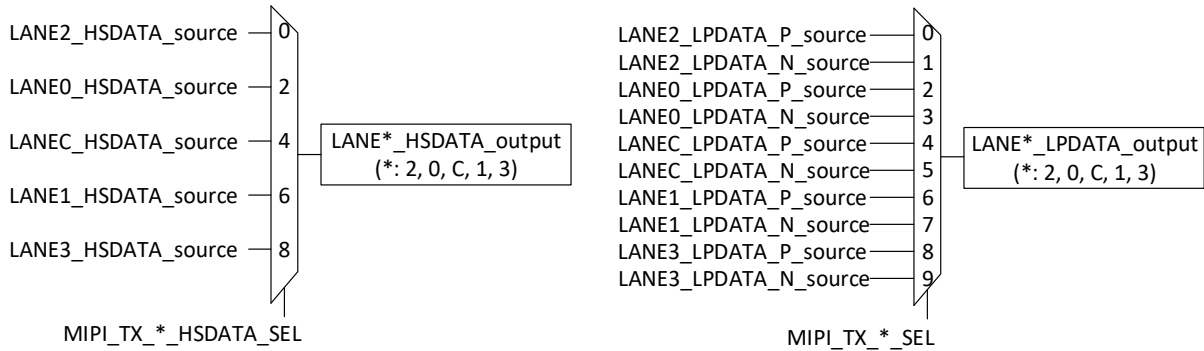 LANE2_HSDATA_source 0
LANE0_HSDATA_source 2
LANEC_HSDATA_source 4
LANE1_HSDATA_source 6
LANE3_HSDATA_source 8
LANE*_HSDATA_output
(*: 2, 0, C, 1, 3)
MIPI_TX_*_HSDATA_SEL
LANE2_LPDATA_P_source 0
LANE2_LPDATA_N_source 1
LANE0_LPDATA_P_source 2
LANE0_LPDATA_N_source 3
LANEC_LPDATA_P_source 4
LANEC_LPDATA_N_source 5
LANE1_LPDATA_P_source 6
LANE1_LPDATA_N_source 7
LANE3_LPDATA_P_source 8
LANE3_LPDATA_N_source 9
LANE*_LPDATA_output
(*: 2, 0, C, 1, 3)
MIPI_TX_*_SEL